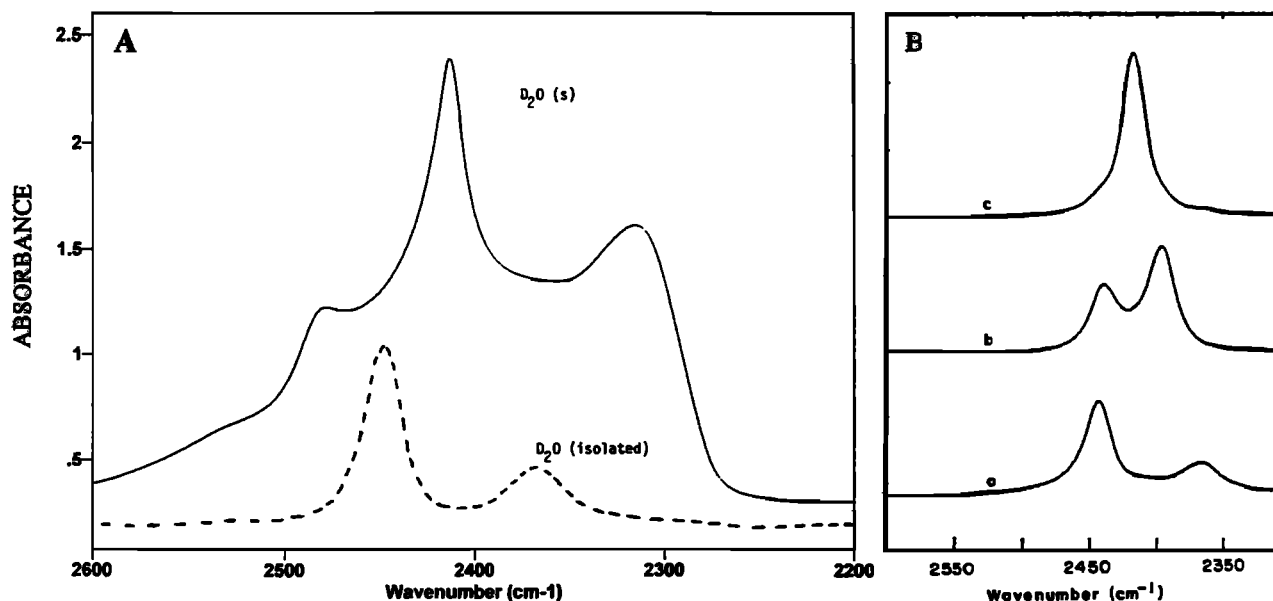 A
2.5
2
1.5
1
.5
ABSORBANCE
D₂O (s)
D₂O (isolated)
2600
2500
2400
2300
2200
Wavenumber (cm-1)
B
c
b
a
2550
2450
2350
Wavenumber (cm⁻¹)